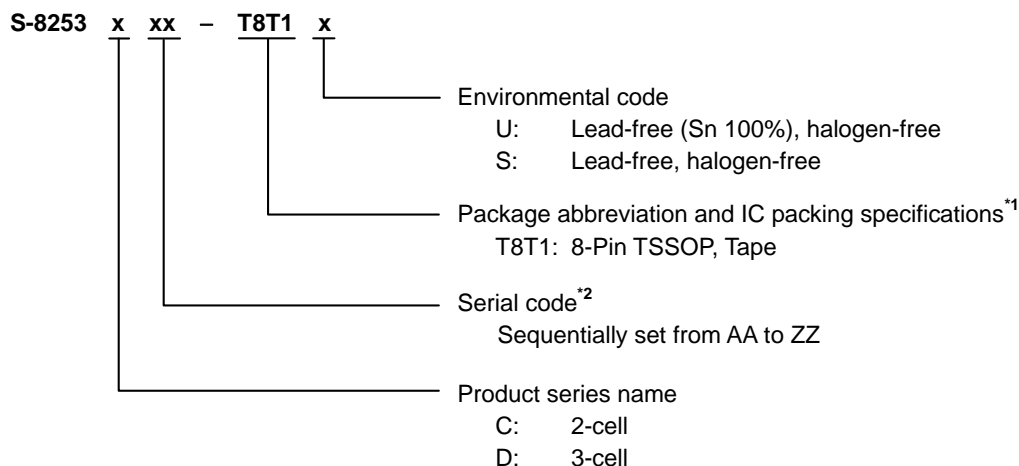 S-8253 x xx – T8T1 x
Environmental code
U: Lead-free (Sn 100%), halogen-free
S: Lead-free, halogen-free
Package abbreviation and IC packing specifications*1
T8T1: 8-Pin TSSOP, Tape
Serial code*2
Sequentially set from AA to ZZ
Product series name
C: 2-cell
D: 3-cell